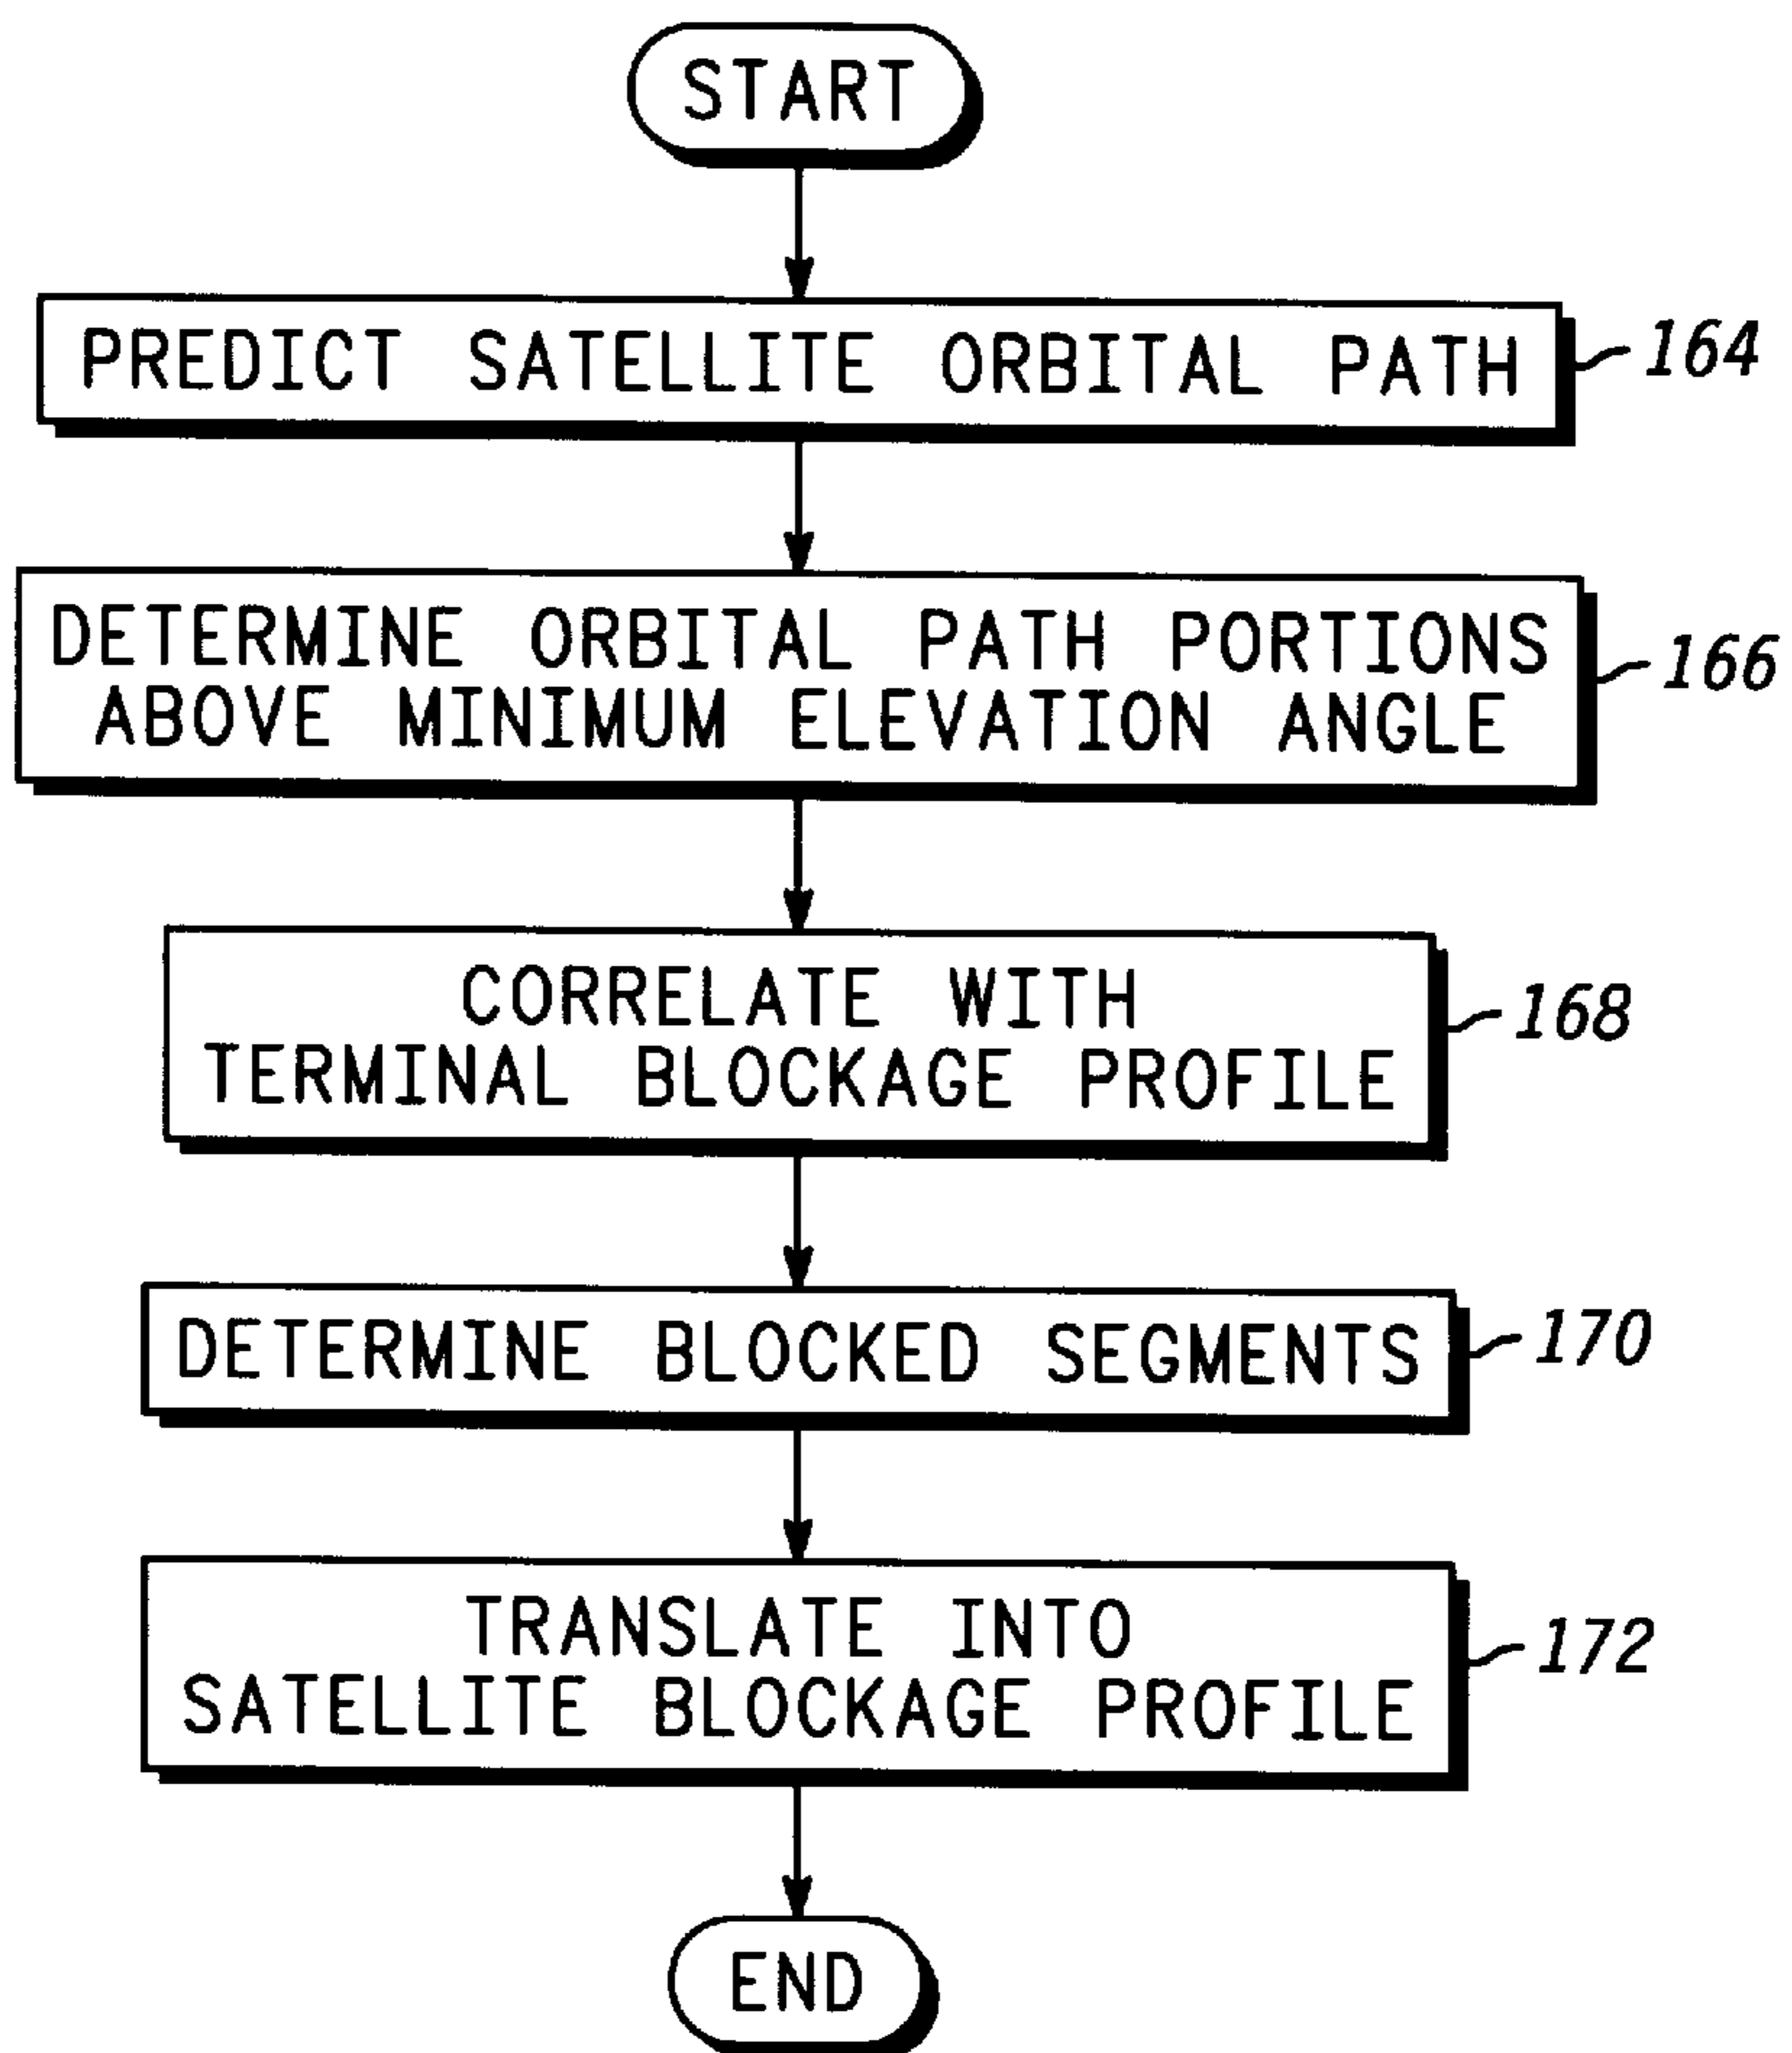 START
PREDICT SATELLITE ORBITAL PATH
164
DETERMINE ORBITAL PATH PORTIONS
ABOVE MINIMUM ELEVATION ANGLE
166
CORRELATE WITH
TERMINAL BLOCKAGE PROFILE
168
DETERMINE BLOCKED SEGMENTS
170
TRANSLATE INTO
SATELLITE BLOCKAGE PROFILE
172
END